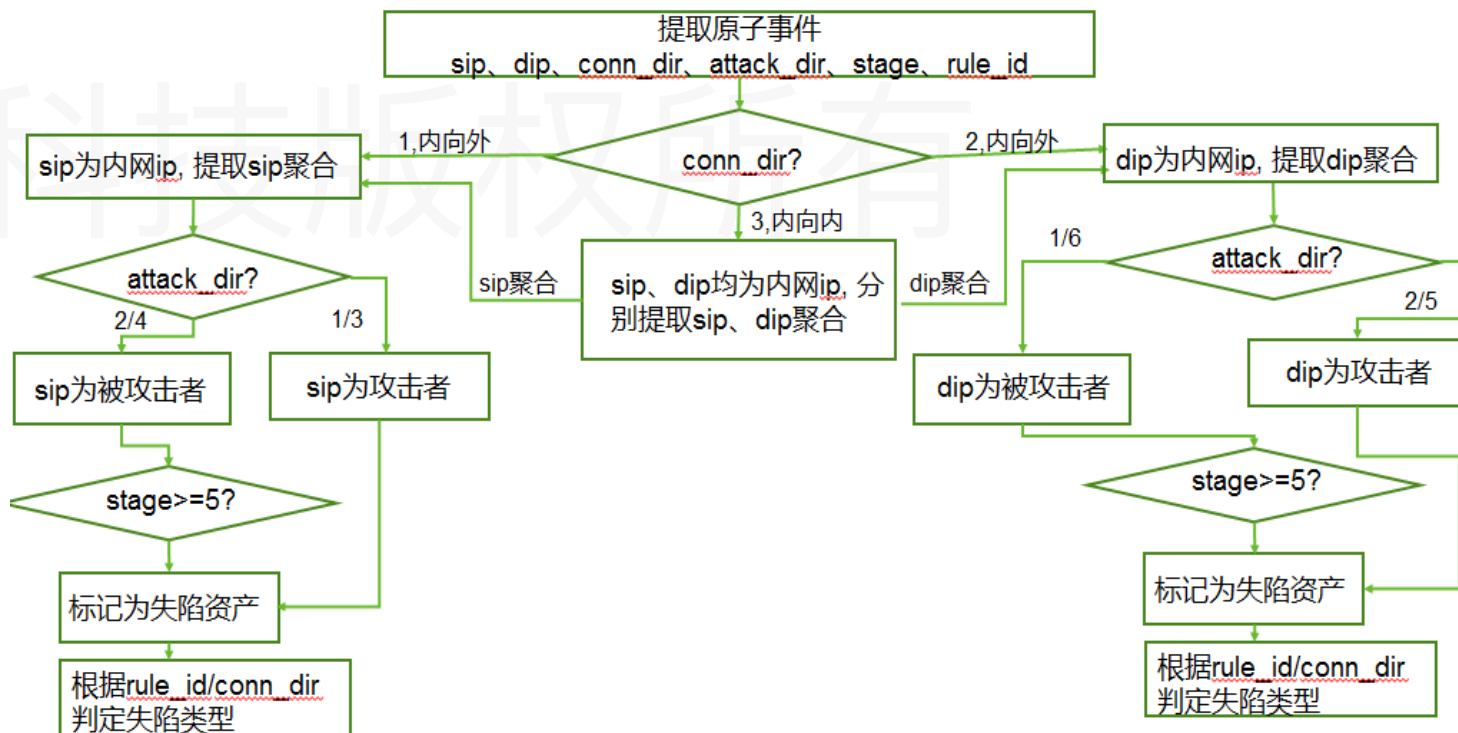 提取原子事件
sip、dip、conn_dir、attack_dir、stage、rule_id
科技版权所有
1,内向外
conn_dir?
2,内向外
sip为内网ip, 提取sip聚合
dip为内网ip, 提取dip聚合
3,内向内
attack_dir?
sip聚合
sip、dip均为内网ip, 分
别提取sip、dip聚合
dip聚合
1/6
attack_dir?
2/4
1/3
2/5
sip为被攻击者
sip为攻击者
dip为被攻击者
dip为攻击者
stage>=5?
stage>=5?
标记为失陷资产
标记为失陷资产
根据rule_id/conn_dir
判定失陷类型
根据rule_id/conn_dir
判定失陷类型